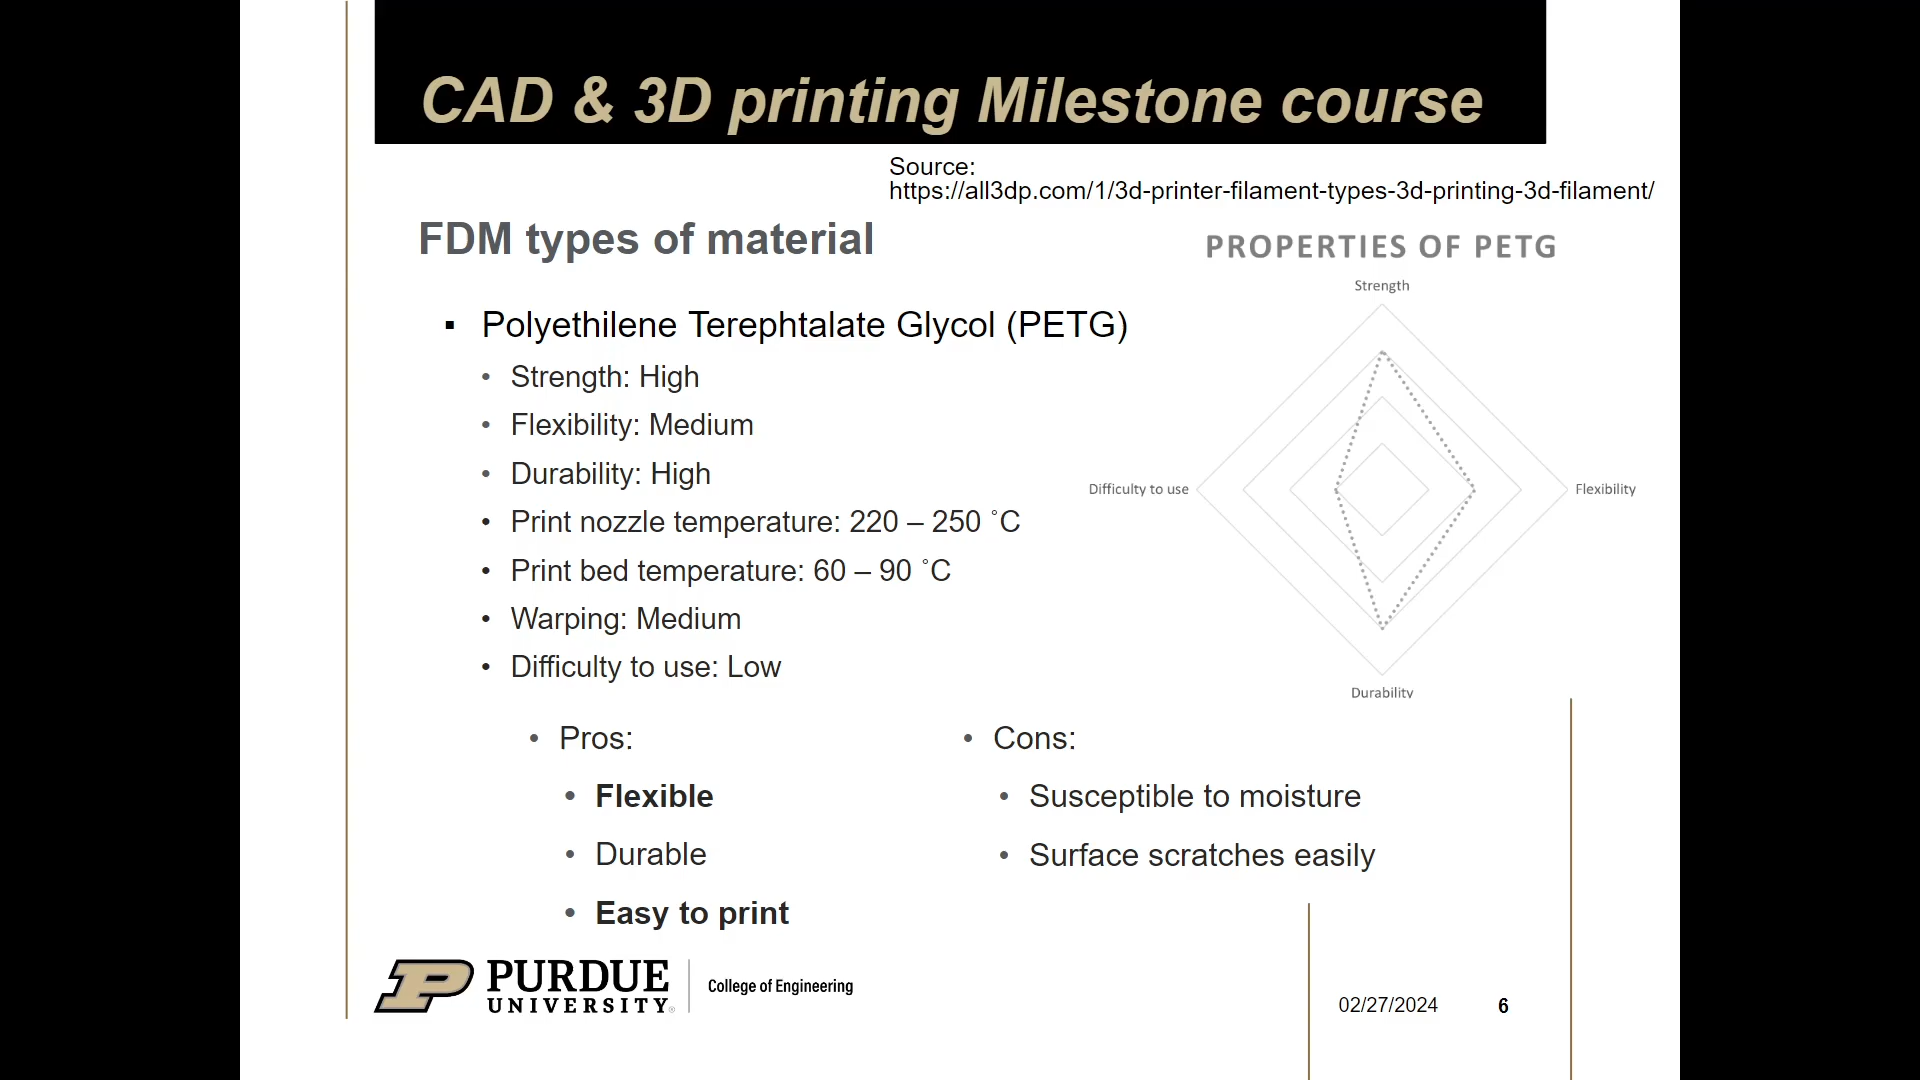 CAD & 3D printing Milestone course
Source:
https://all3dp.com/1/3d-printer-filament-types-3d-printing-3d-filament/
FDM types of material
PROPERTIES OF PETG
Strength
Difficulty to use
Flexibility
Durability
▪ Polyethilene Terephtalate Glycol (PETG)
• Strength: High
• Flexibility: Medium
• Durability: High
• Print nozzle temperature: 220 – 250 ˚C
• Print bed temperature: 60 – 90 ˚C
• Warping: Medium
• Difficulty to use: Low
• Pros:
• Flexible
• Durable
• Easy to print
• Cons:
• Susceptible to moisture
• Surface scratches easily
P PURDUE
UNIVERSITY®
College of Engineering
02/27/2024
6